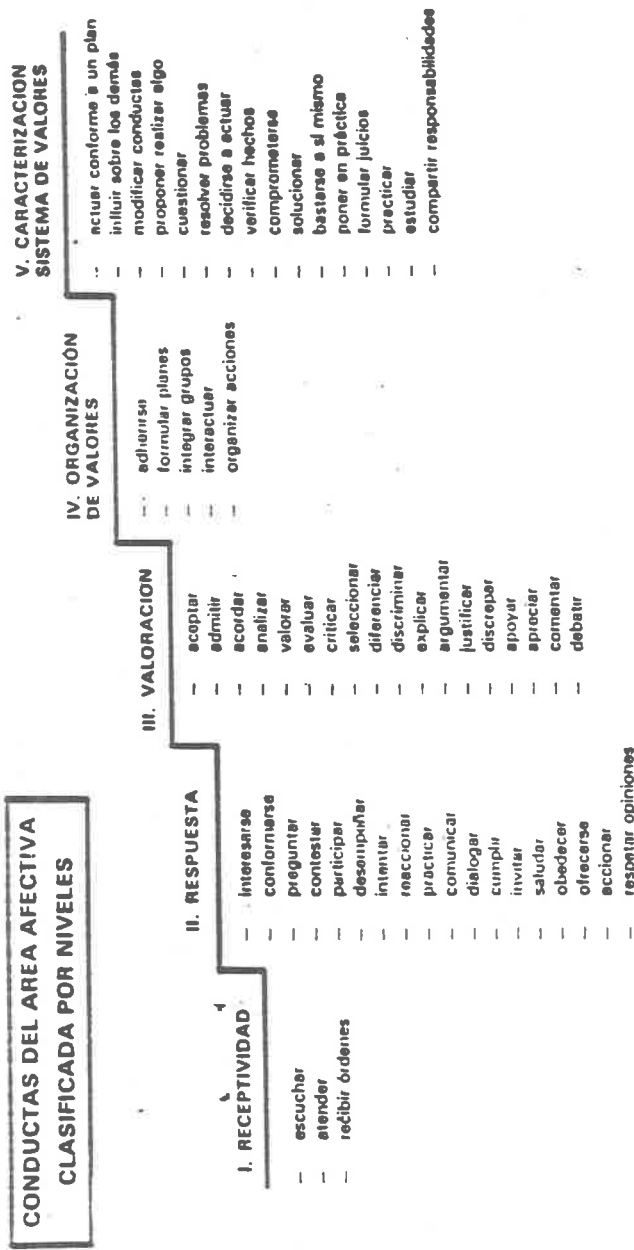 CONDUCTAS DEL AREA AFECTIVA
CLASIFICADA POR NIVELES
I. RECEPTIVIDAD
– escuchar
– atender
– recibir órdenes
II. RESPUESTA
– interesarse
– conformarse
– preguntar
– contestar
– participar
– desempeñar
– intentar
– reaccionar
– practicar
– comunicar
– dialogar
– cumplir
– invitar
– saludar
– obedecer
– ofrecerse
– accionar
– respetar opiniones
III. VALORACIÓN
– aceptar
– admitir
– acordar
– analizar
– valorar
– evaluar
– criticar
– seleccionar
– diferenciar
– discriminar
– explicar
– argumentar
– justificar
– discrepar
– apoyar
– apreciar
– comentar
– debatir
IV. ORGANIZACIÓN
DE VALORES
– adherirse
– formular planes
– integrar grupos
– interactuar
– organizar acciones
V. CARACTERIZACION
SISTEMA DE VALORES
– actuar conforme a un plan
– influir sobre los demás
– modificar conductas
– proponer realizar algo
– cuestionar
– resolver problemas
– decidirse a actuar
– verificar hechos
– comprometerse
– solucionar
– bastarse a sí mismo
– poner en práctica
– formular juicios
– practicar
– estudiar
– compartir responsabilidades